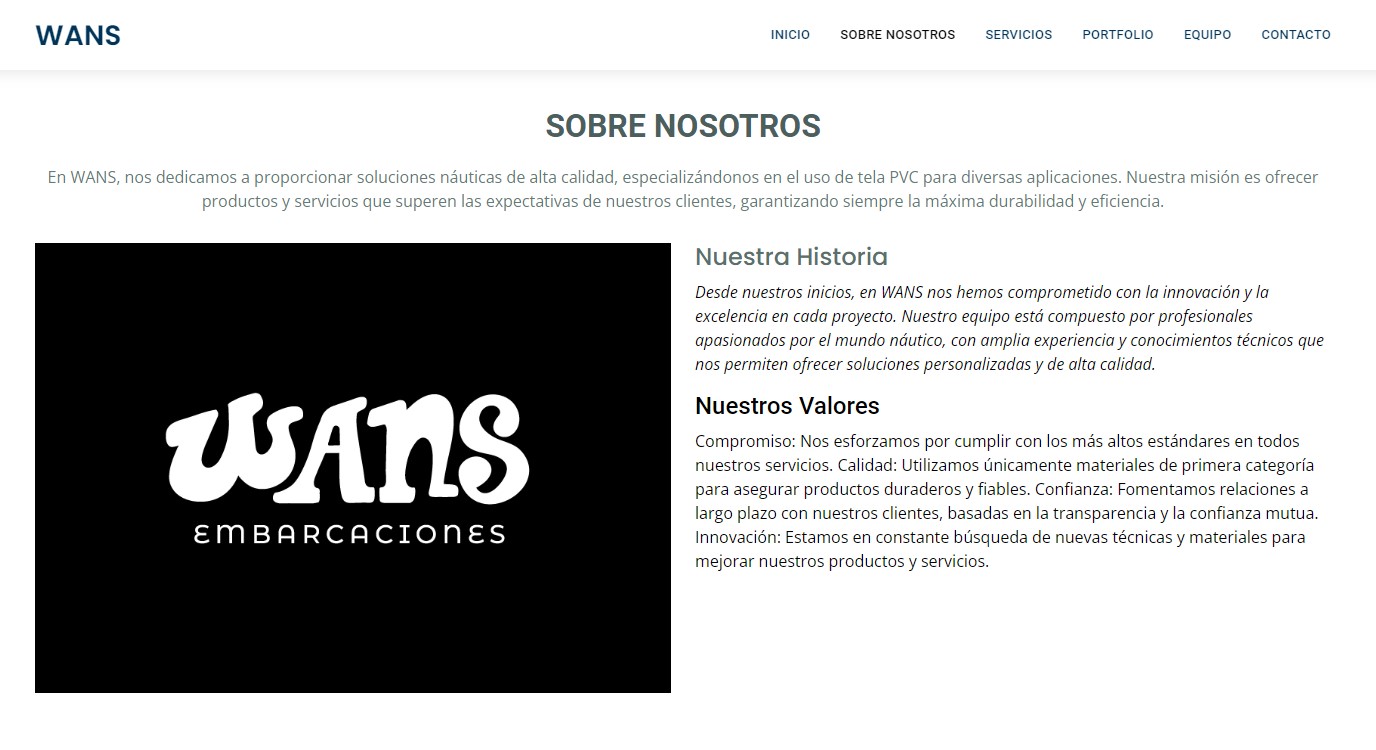 WANS
INICIO SOBRE NOSOTROS SERVICIOS PORTFOLIO EQUIPO CONTACTO
SOBRE NOSOTROS
En WANS, nos dedicamos a proporcionar soluciones náuticas de alta calidad, especializándonos en el uso de tela PVC para diversas aplicaciones. Nuestra misión es ofrecer
productos y servicios que superen las expectativas de nuestros clientes, garantizando siempre la máxima durabilidad y eficiencia.
WANS
EMBARCACIONES
Nuestra Historia
Desde nuestros inicios, en WANS nos hemos comprometido con la innovación y la
excelencia en cada proyecto. Nuestro equipo está compuesto por profesionales
apasionados por el mundo náutico, con amplia experiencia y conocimientos técnicos que
nos permiten ofrecer soluciones personalizadas y de alta calidad.
Nuestros Valores
Compromiso: Nos esforzamos por cumplir con los más altos estándares en todos
nuestros servicios. Calidad: Utilizamos únicamente materiales de primera categoría
para asegurar productos duraderos y fiables. Confianza: Fomentamos relaciones a
largo plazo con nuestros clientes, basadas en la transparencia y la confianza mutua.
Innovación: Estamos en constante búsqueda de nuevas técnicas y materiales para
mejorar nuestros productos y servicios.